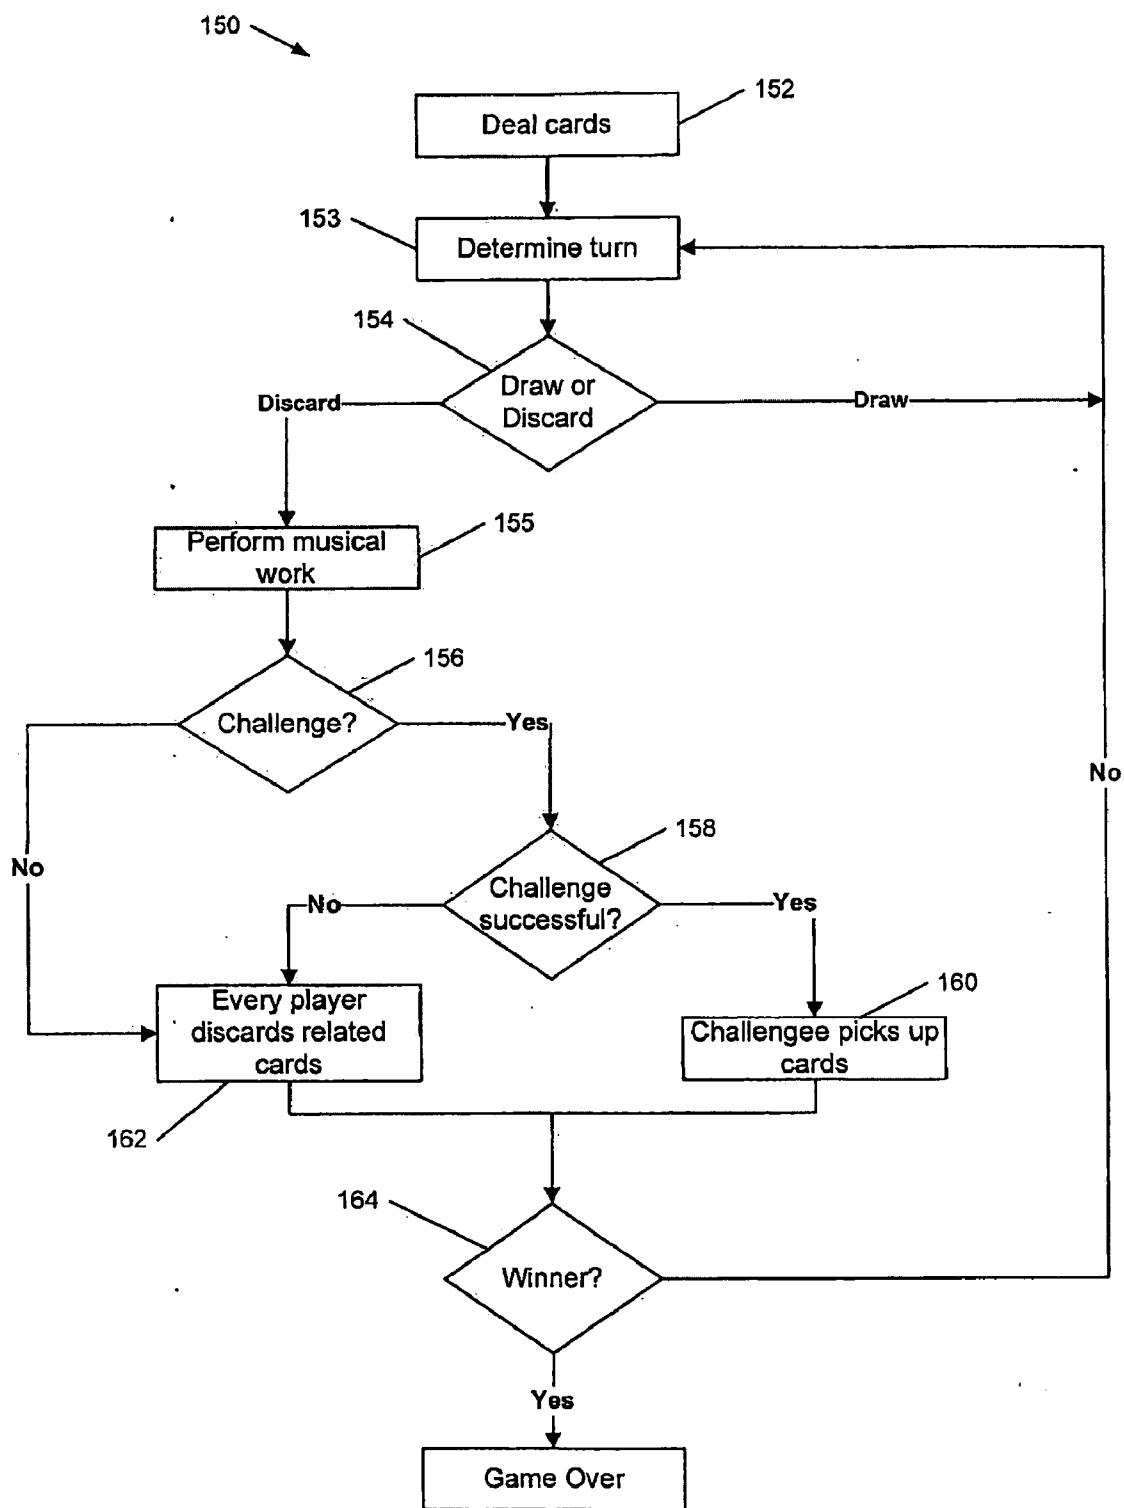 150
152
Deal cards
153
Determine turn
154
Draw or
Discard
Discard
Draw
155
Perform musical
work
156
Challenge?
Yes
No
No
158
Challenge
successful?
No
Yes
160
Every player
discards related
cards
Challengee picks up
cards
162
164
Winner?
Yes
Game Over